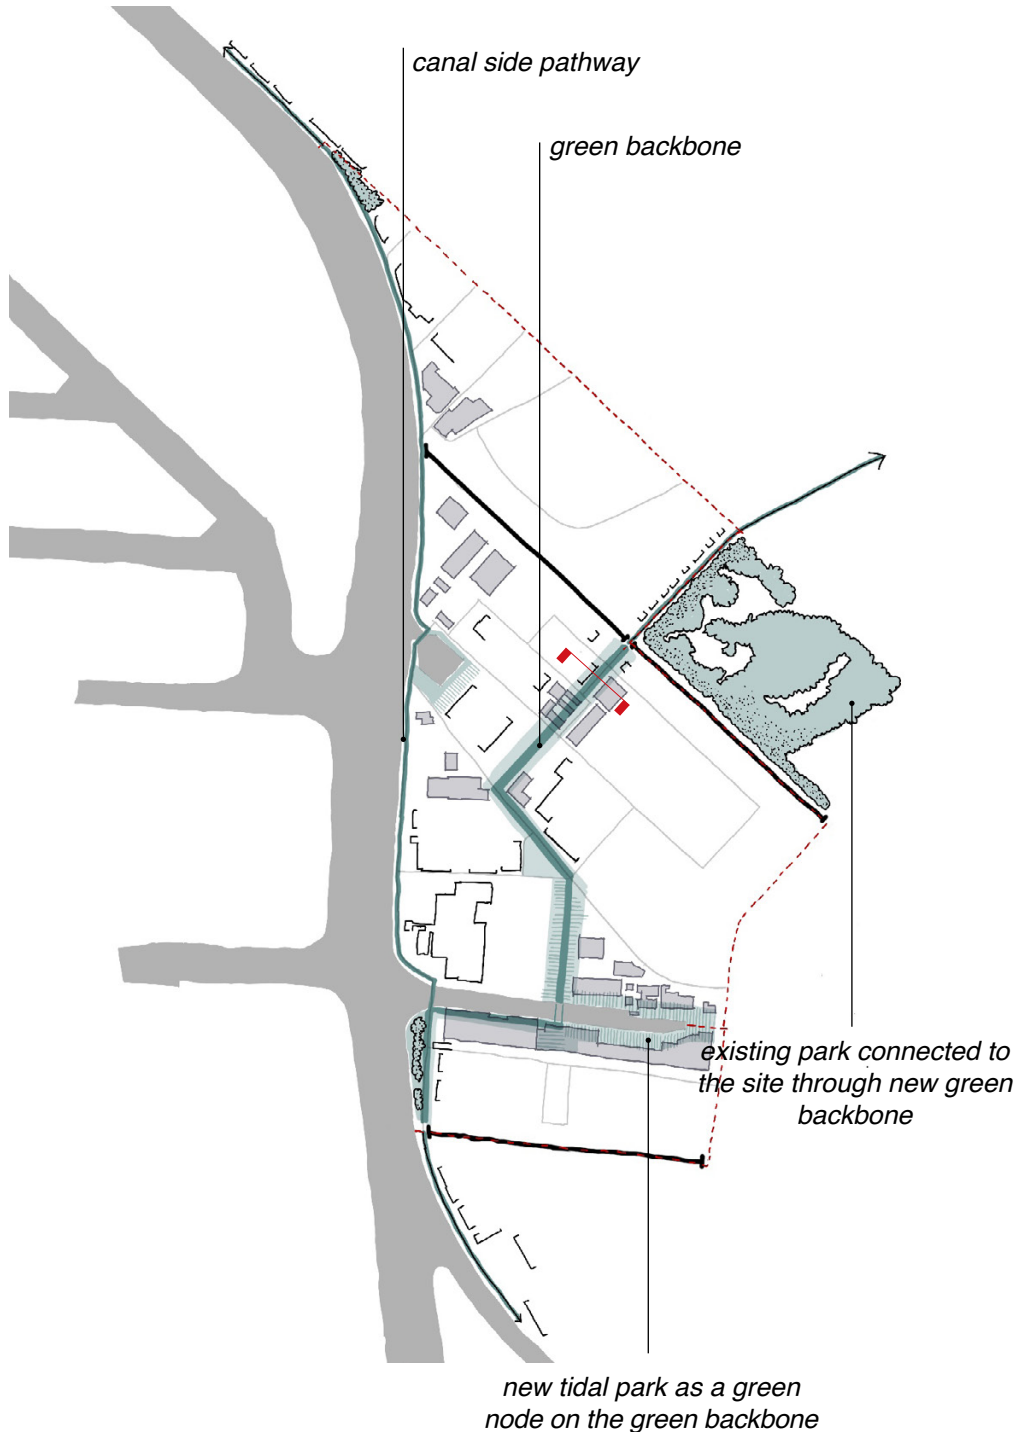 canal side pathway
green backbone
existing park connected to
the site through new green
backbone
new tidal park as a green
node on the green backbone